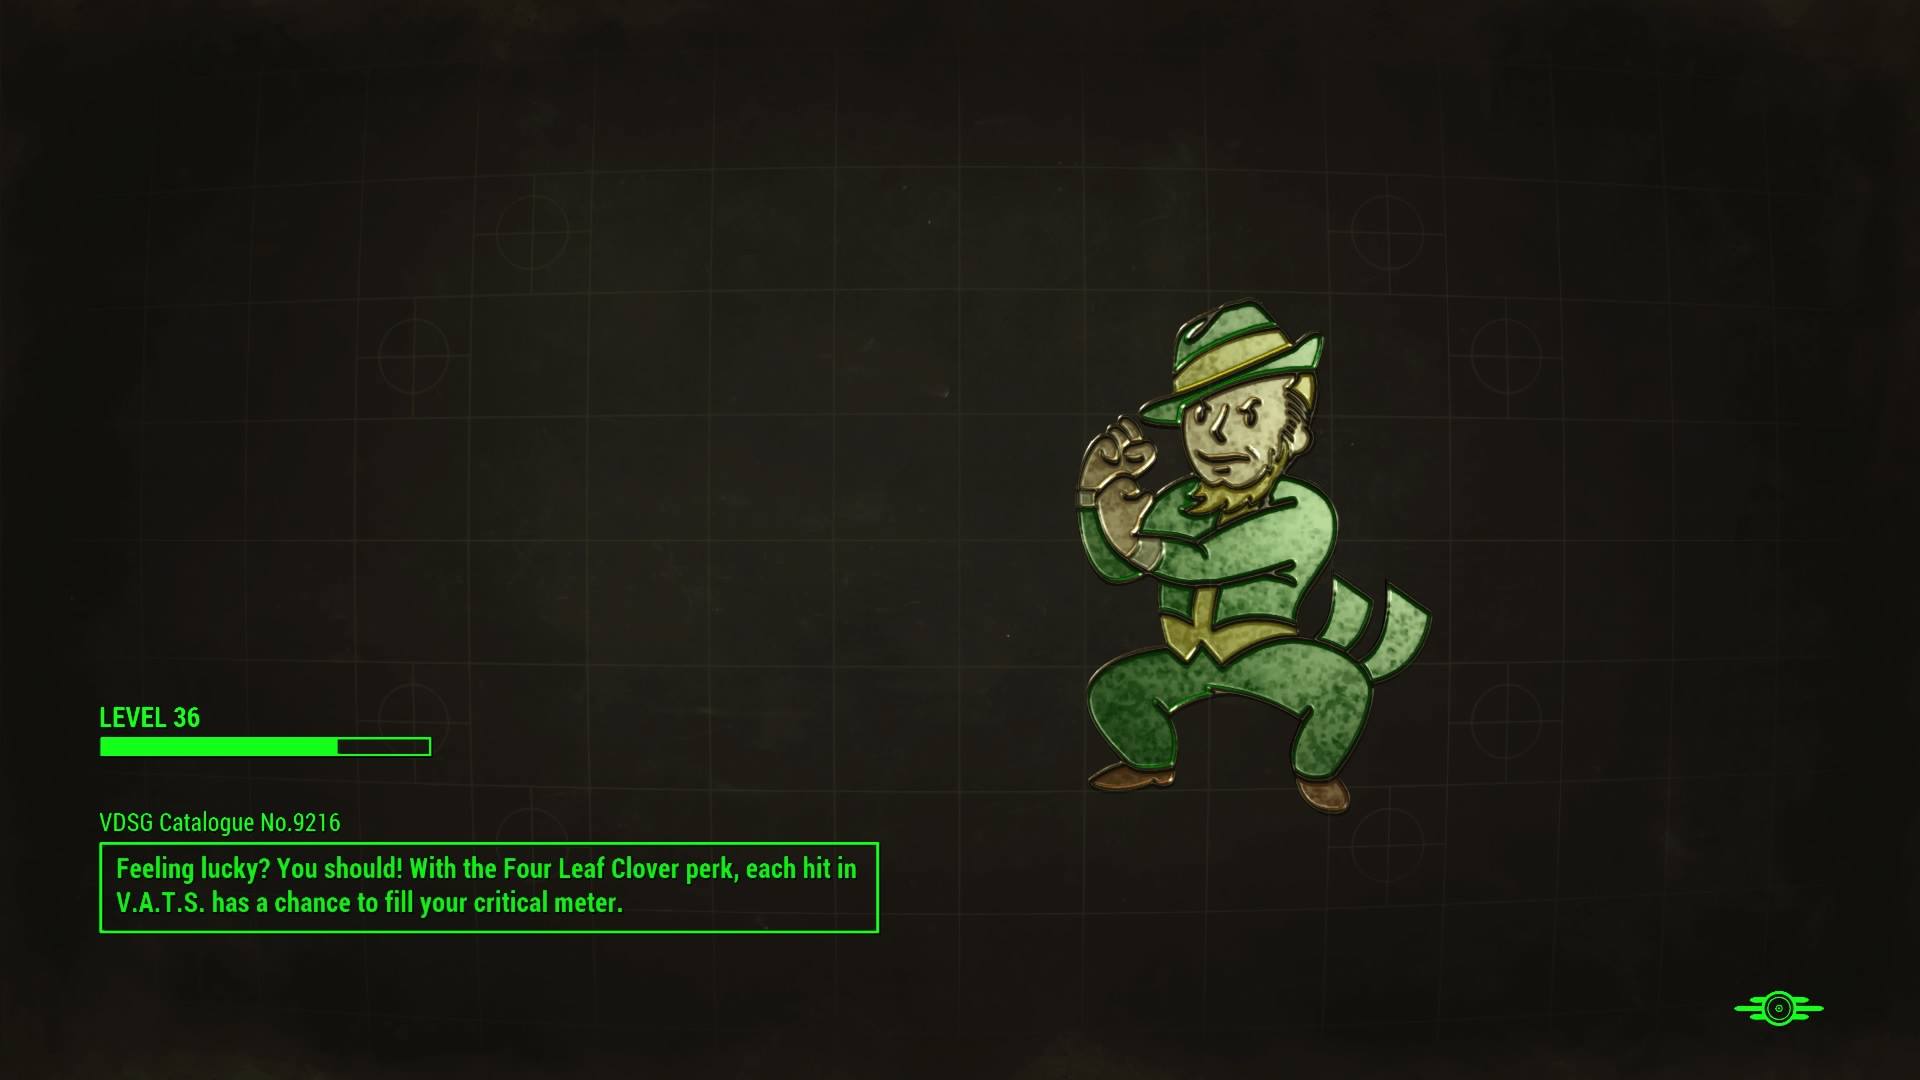 LEVEL 36
VDSG Catalogue No.9216
Feeling lucky? You should! With the Four Leaf Clover perk, each hit in
V.A.T.S. has a chance to fill your critical meter.